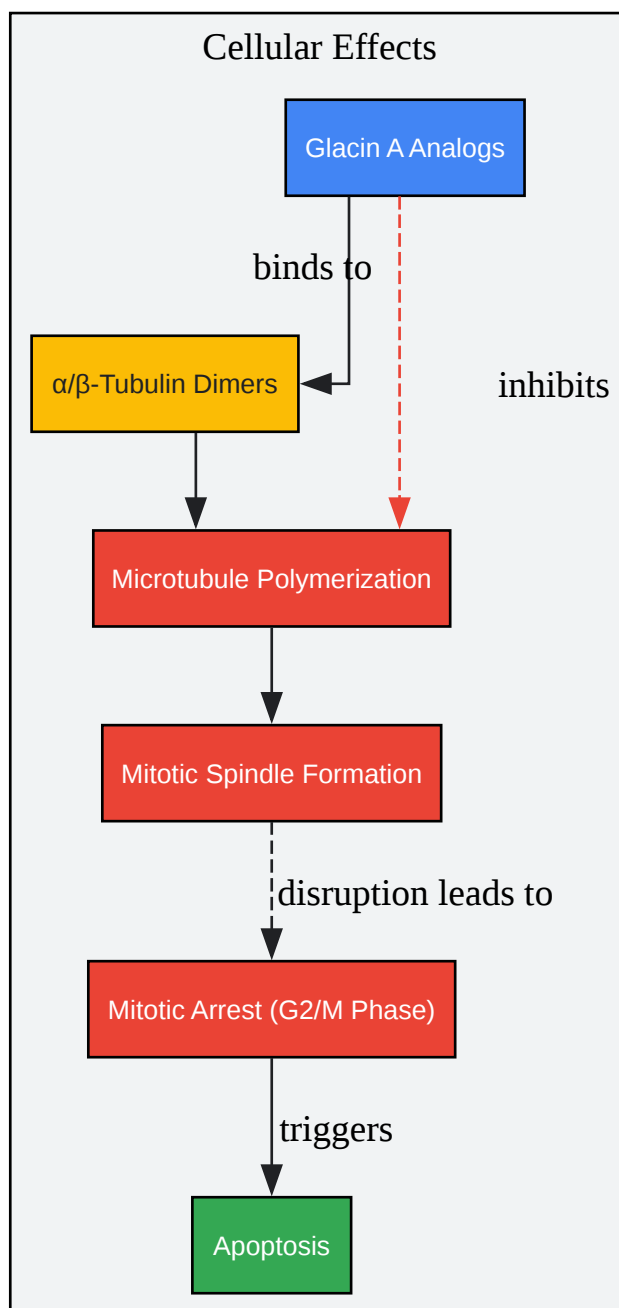 Cellular Effects
Glacin A Analogs
binds to
α/β-Tubulin Dimers
inhibits
Microtubule Polymerization
Mitotic Spindle Formation
disruption leads to
Mitotic Arrest (G2/M Phase)
triggers
Apoptosis